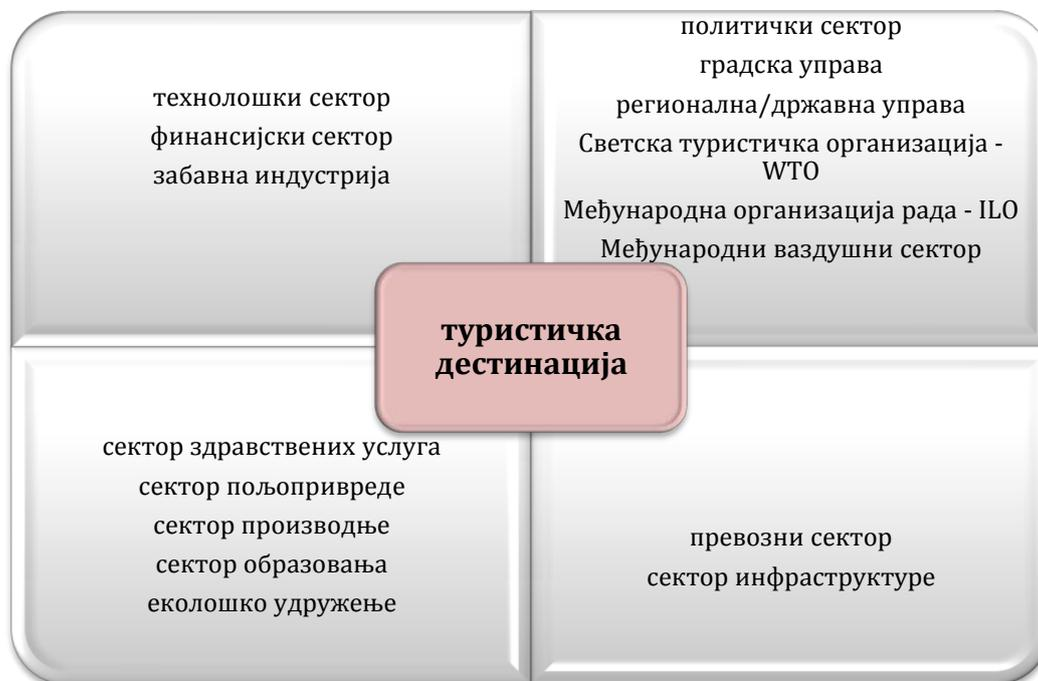 технолошки сектор
финансијски сектор
забавна индустрија
политички сектор
градска управа
регионална/државна управа
Светска туристичка организација -
WTO
Међународна организација рада - ILO
Међународни ваздушни сектор
туристичка
дестинација
сектор здравствених услуга
сектор пољопривреде
сектор производње
сектор образовања
еколошко удружење
превозни сектор
сектор инфраструктуре